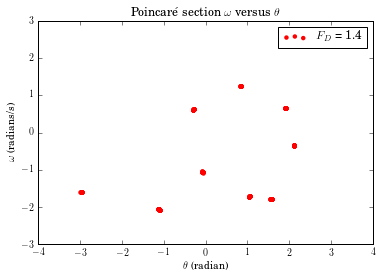 Poincaré section ω versus θ
F_D = 1.4
3
2
1
0
−1
−2
−3
ω (radians/s)
−4 −3 −2 −1 0 1 2 3 4
θ (radian)